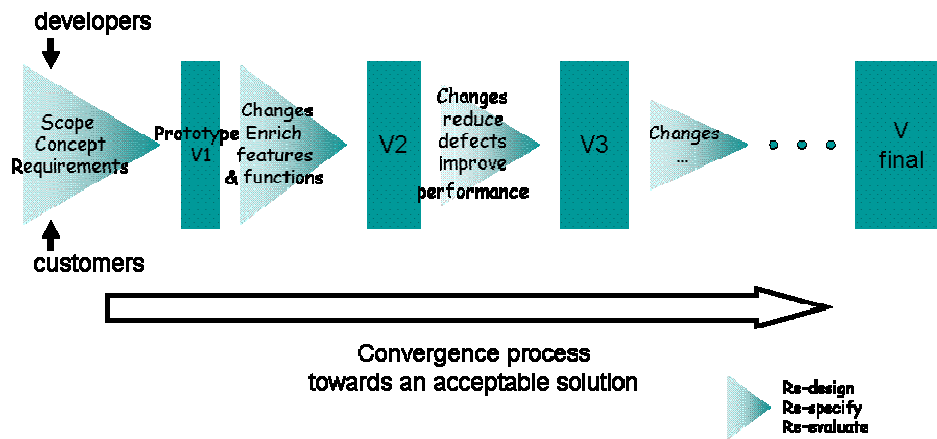 developers
Scope
Concept
Requirements
customers
Prototype
V1
Changes
Enrich
features
& functions
V2
Changes
reduce
defects
improve
performance
V3
Changes
...
V
final
Convergence process
towards an acceptable solution
Re-design
Re-specify
Re-evaluate